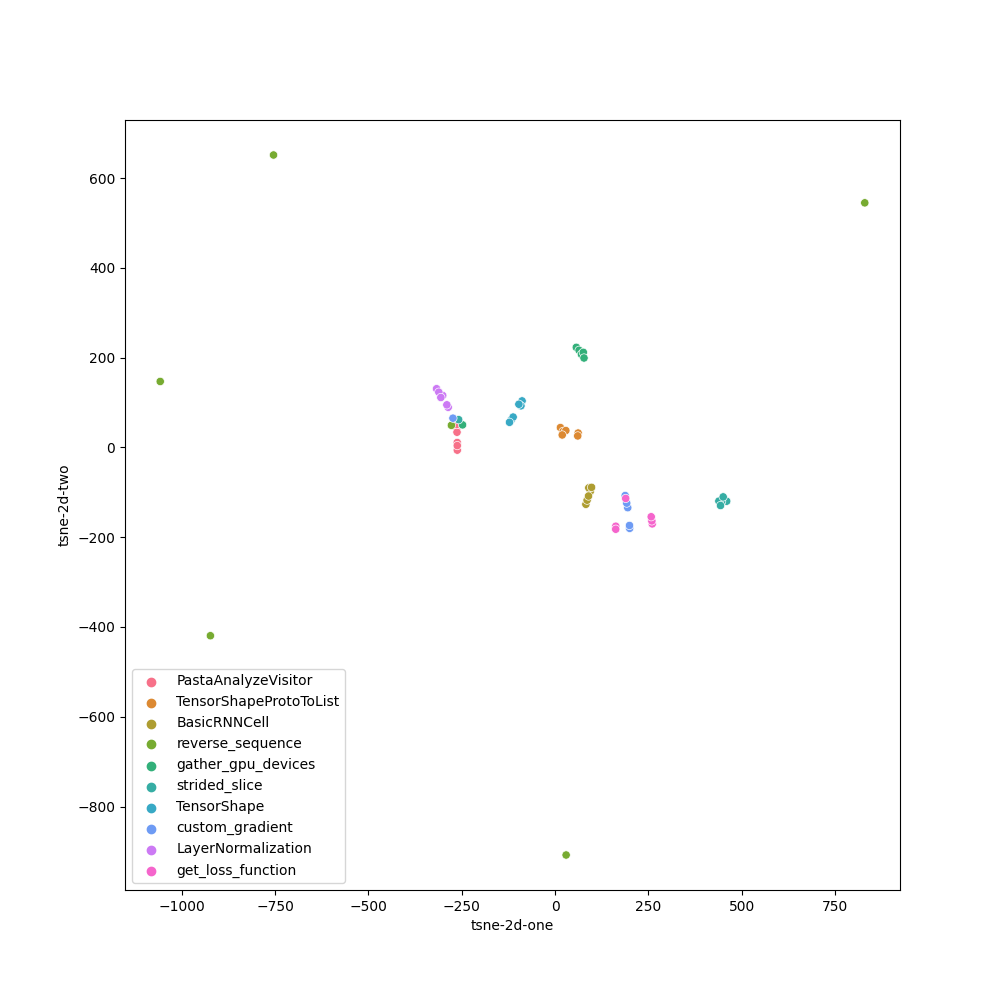 600
400
200
0
−200
−400
−600
−800
tsne-2d-two
PastaAnalyzeVisitor
TensorShapeProtoToList
BasicRNNCell
reverse_sequence
gather_gpu_devices
strided_slice
TensorShape
custom_gradient
LayerNormalization
get_loss_function
−1000 −750 −500 −250 0 250 500 750
tsne-2d-one